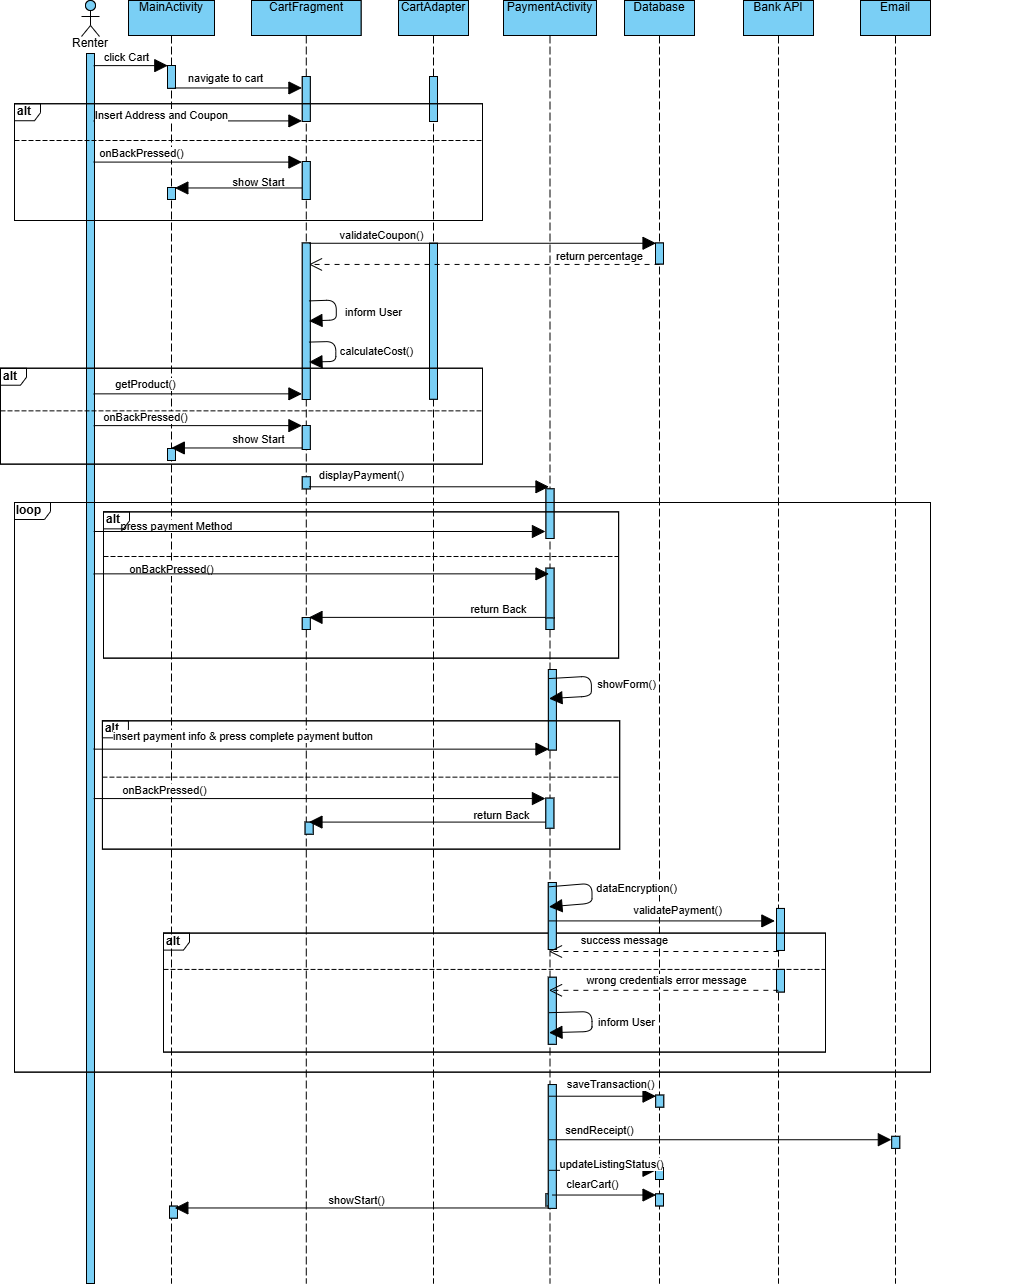 MainActivity
CartFragment
CartAdapter
PaymentActivity
Database
Bank API
Email
Renter
click Cart
navigate to cart
alt
Insert Address and Coupon
onBackPressed()
show Start
validateCoupon()
return percentage
inform User
calculateCost()
alt
getProduct()
onBackPressed()
show Start
displayPayment()
loop
alt
press payment Method
onBackPressed()
return Back
showForm()
alt
insert payment info & press complete payment button
onBackPressed()
return Back
dataEncryption()
validatePayment()
alt
success message
wrong credentials error message
inform User
saveTransaction()
sendReceipt()
updateListingStatus()
clearCart()
showStart()